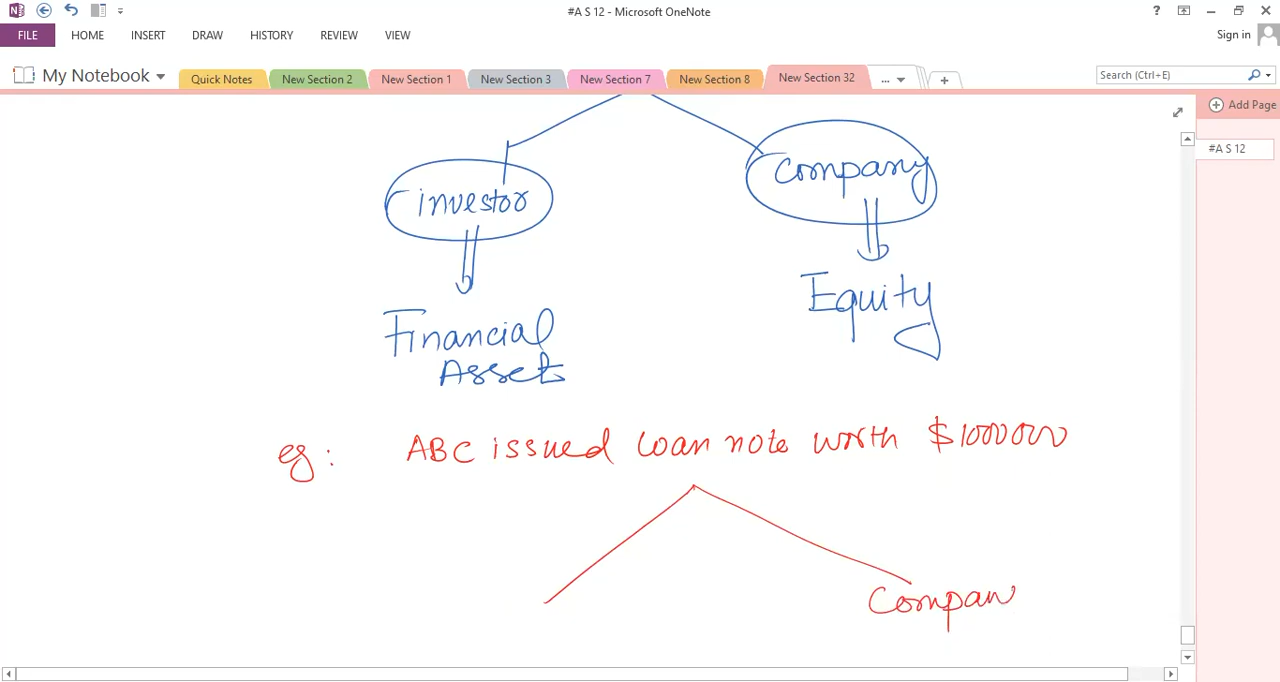 #A S 12 - Microsoft OneNote
?
Sign in
FILE HOME INSERT DRAW HISTORY REVIEW VIEW
My Notebook Quick Notes New Section 2 New Section 1 New Section 3 New Section 7 New Section 8 New Section 32 ... + Search (Ctrl+E)
Add Page
#A S 12
investor
Company
Financial
Assets
Equity
eg: ABC issued loan note worth $1000000
Compan